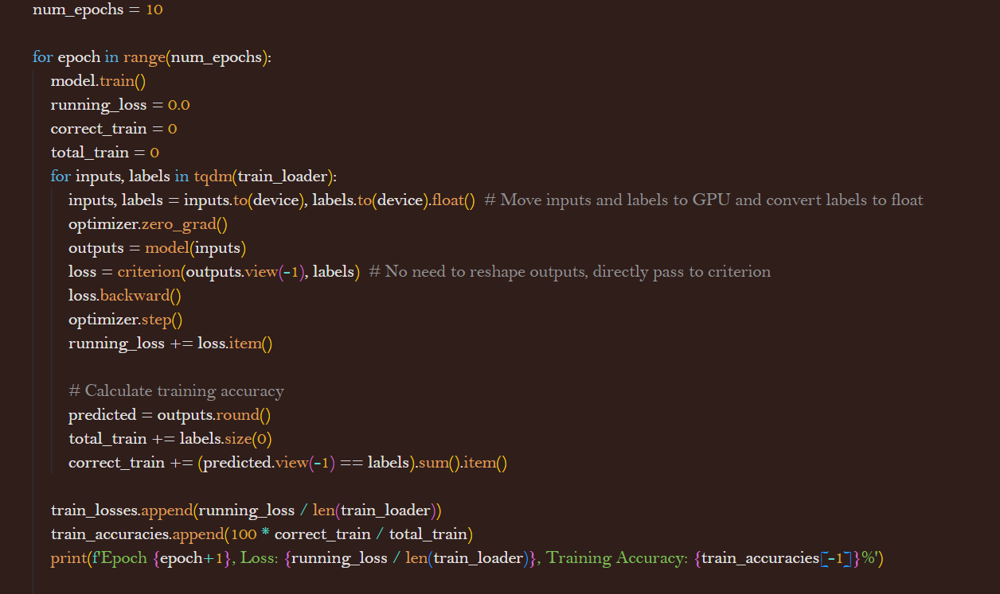 num_epochs = 10
for epoch in range(num_epochs):
model.train()
running_loss = 0.0
correct_train = 0
total_train = 0
for inputs, labels in tqdm(train_loader):
inputs, labels = inputs.to(device), labels.to(device).float()  # Move inputs and labels to GPU and convert labels to float
optimizer.zero_grad()
outputs = model(inputs)
loss = criterion(outputs.view(-1), labels)  # No need to reshape outputs, directly pass to criterion
loss.backward()
optimizer.step()
running_loss += loss.item()
# Calculate training accuracy
predicted = outputs.round()
total_train += labels.size(0)
correct_train += (predicted.view(-1) == labels).sum().item()
train_losses.append(running_loss / len(train_loader))
train_accuracies.append(100 * correct_train / total_train)
print(f'Epoch {epoch+1}, Loss: {running_loss / len(train_loader)}, Training Accuracy: {train_accuracies[-1]}%')